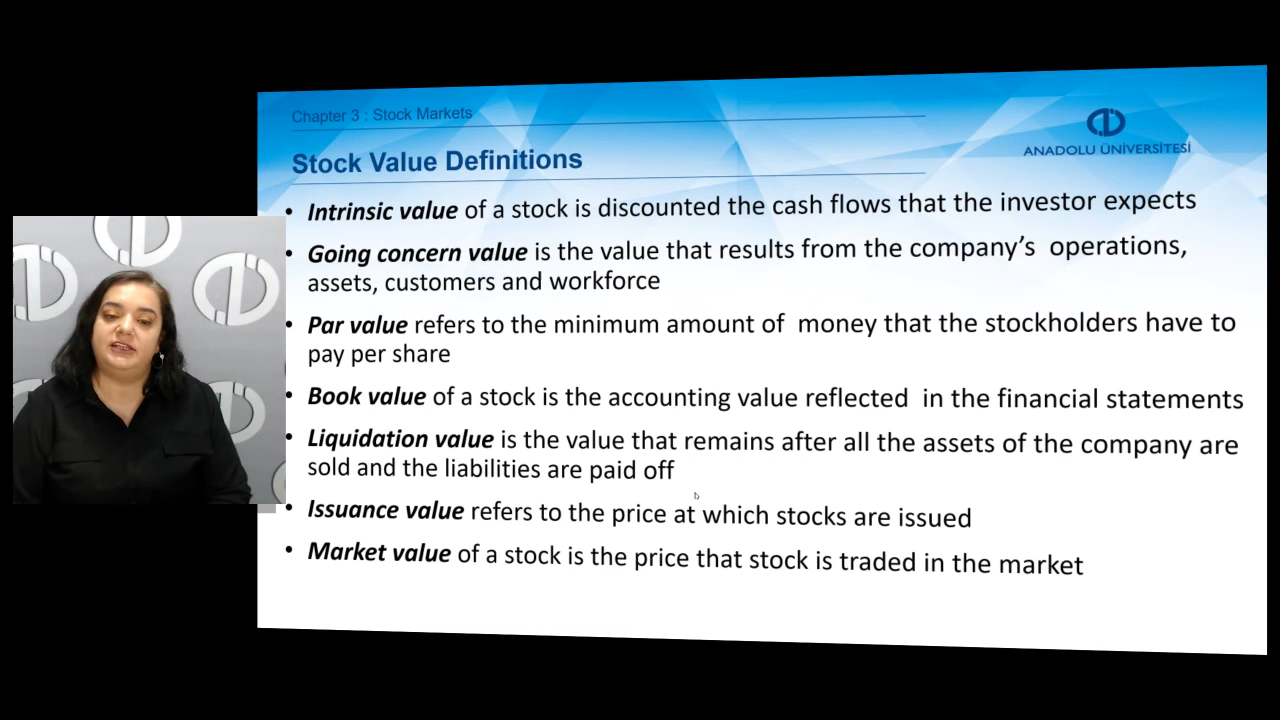 Chapter 3 : Stock Markets
ANADOLU ÜNİVERSİTESİ
Stock Value Definitions
• Intrinsic value of a stock is discounted the cash flows that the investor expects
• Going concern value is the value that results from the company's operations,
assets, customers and workforce
• Par value refers to the minimum amount of money that the stockholders have to
pay per share
• Book value of a stock is the accounting value reflected in the financial statements
• Liquidation value is the value that remains after all the assets of the company are
sold and the liabilities are paid off
• Issuance value refers to the price at which stocks are issued
• Market value of a stock is the price that stock is traded in the market